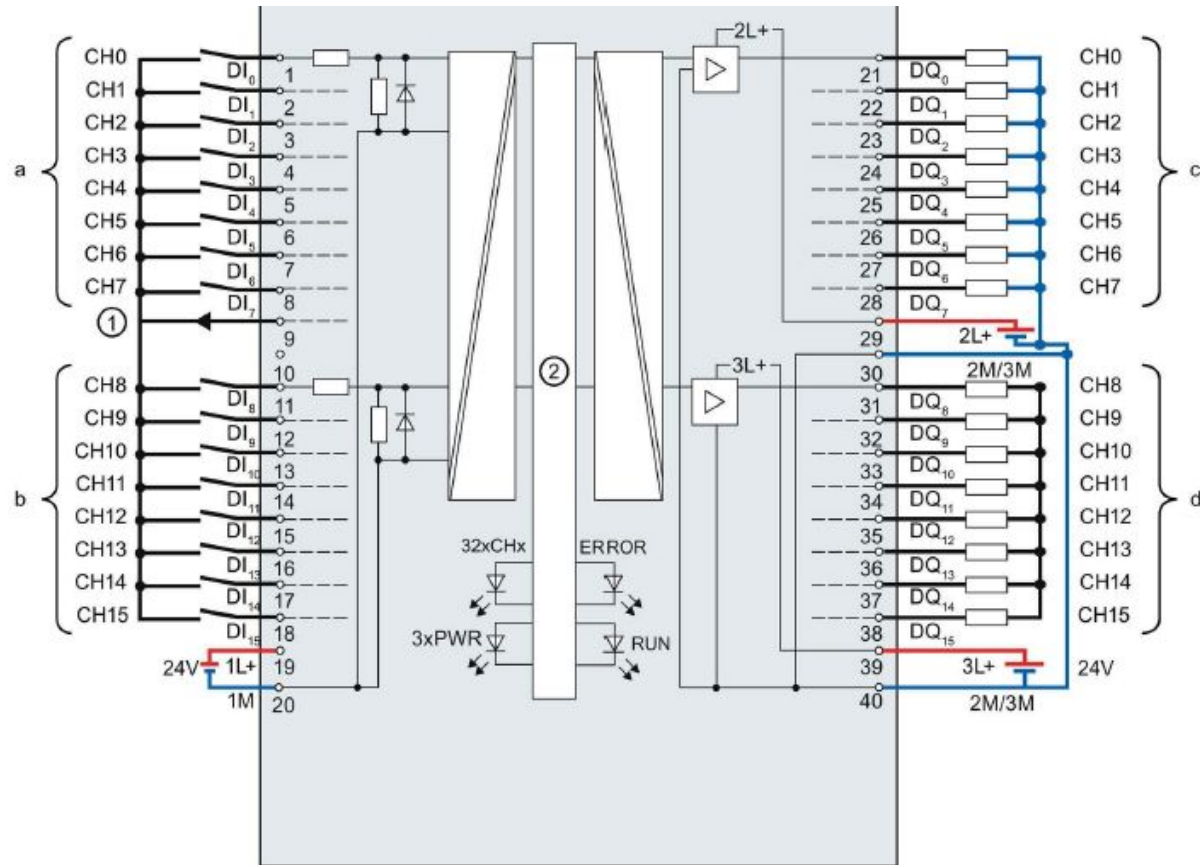 2L+
CH0 DI0 1 21 DQ0 CH0
CH1 DI1 2 22 DQ1 CH1
CH2 DI2 3 23 DQ2 CH2
a CH3 DI3 4 24 DQ3 CH3 c
CH4 DI4 5 25 DQ4 CH4
CH5 DI5 6 26 DQ5 CH5
CH6 DI6 7 27 DQ6 CH6
CH7 DI7 8 28 DQ7 CH7
1 9 29 2L+
10 2 3L+ 30 2M/3M
CH8 DI8 11 31 DQ8 CH8
CH9 DI9 12 32 DQ9 CH9
CH10 DI10 13 33 DQ10 CH10
b CH11 DI11 14 34 DQ11 CH11 d
CH12 DI12 15 35 DQ12 CH12
CH13 DI13 16 32xCHx ERROR 36 DQ13 CH13
CH14 DI14 17 37 DQ14 CH14
CH15 DI15 18 3xPWR RUN 38 DQ15 CH15
24V 1L+ 19 39 3L+ 24V
1M 20 40 2M/3M